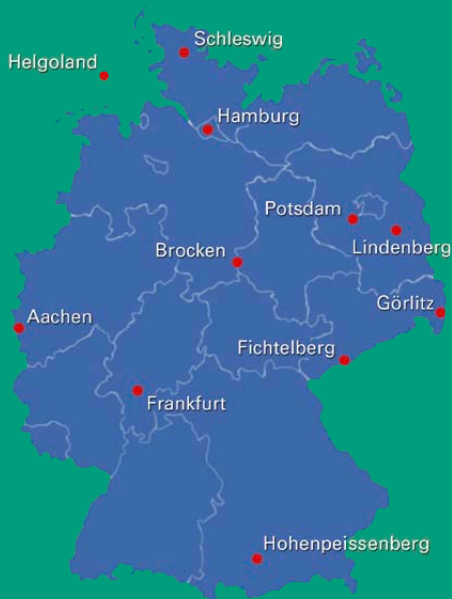 Schleswig
Helgoland
Hamburg
Potsdam
Lindenberg
Brocken
Görlitz
Aachen
Fichtelberg
Frankfurt
Hohenpeissenberg